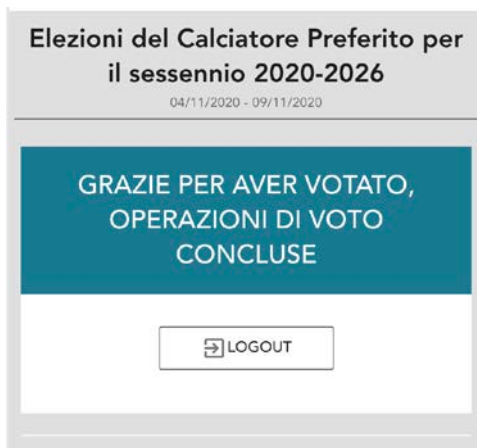 Elezioni del Calciatore Preferito per
il sessennio 2020-2026
04/11/2020 - 09/11/2020
GRAZIE PER AVER VOTATO,
OPERAZIONI DI VOTO
CONCLUSE
LOGOUT